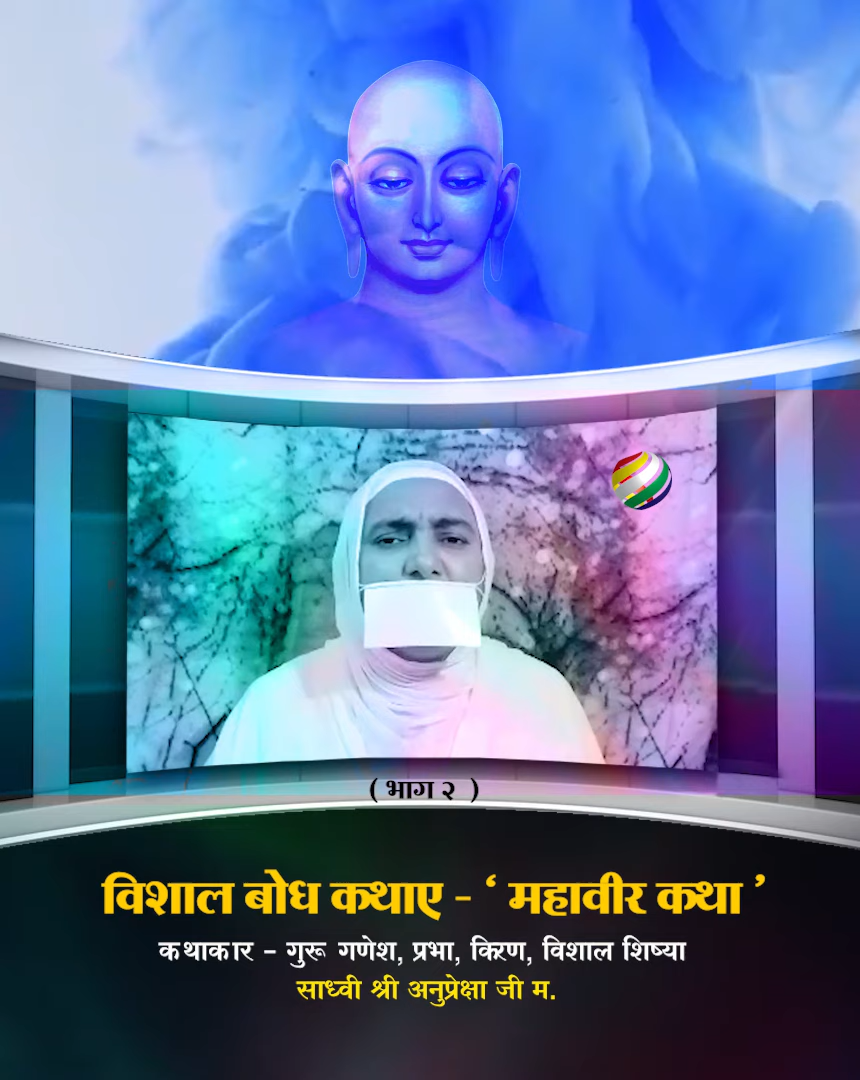 ( भाग २ )
विशाल बोध कथाए - ‘ महावीर कथा ’
कथाकार - गुरू गणेश, प्रभा, किरण, विशाल शिष्या
साध्वी श्री अनुप्रेक्षा जी म.